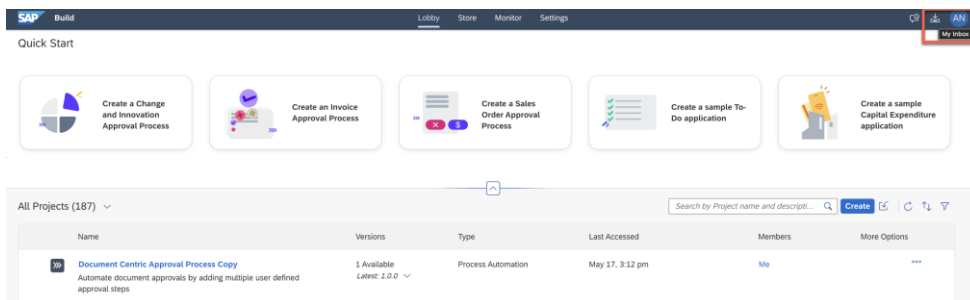 SAP Build Lobby Store Monitor Settings AN
My Inbox
Quick Start
Create a Change
and Innovation
Approval Process
Create an Invoice
Approval Process
Create a Sales
Order Approval
Process
Create a sample To-
Do application
Create a sample
Capital Expenditure
application
All Projects (187)
Search by Project name and descripti... Create
Name Versions Type Last Accessed Members More Options
Document Centric Approval Process Copy 1 Available Process Automation May 17, 3:12 pm Me
Automate document approvals by adding multiple user defined Latest: 1.0.0
approval steps